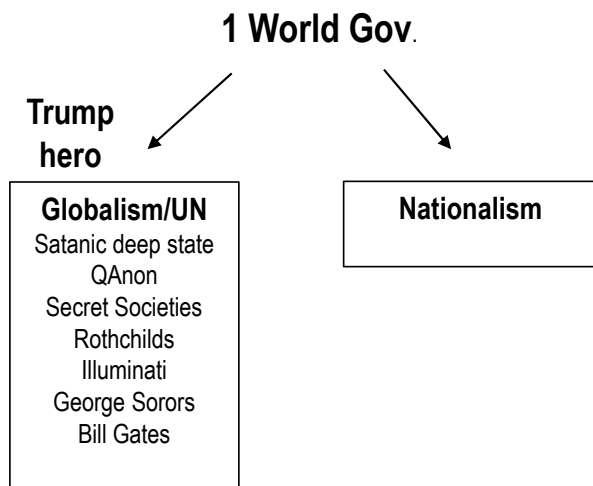 1 World Gov.
Trump
hero
Globalism/UN
Satanic deep state
QAnon
Secret Societies
Rothchilds
Illuminati
George Sorors
Bill Gates
Nationalism